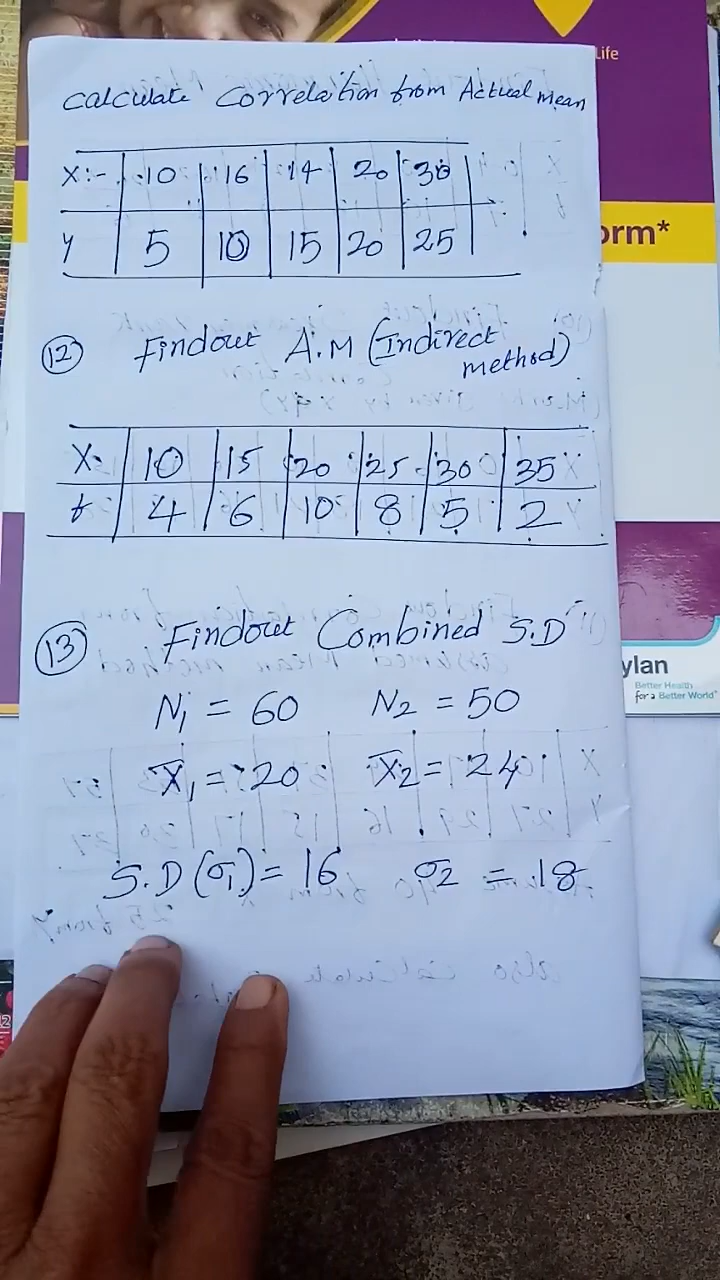 Life
Calculate Correlation from Actual mean
X:- 10 16 14 20 30
Y 5 10 15 20 25
orm*
12 Findout A.M (Indirect method)
X: 10 15 20 25 30 35
f 4 6 10 8 5 2
13 Findout Combined S.D
N1 = 60 N2 = 50
X̄1 = 20 X̄2 = 24
S.D (σ1) = 16 σ2 = 18
ylan
Better Health
for a Better World